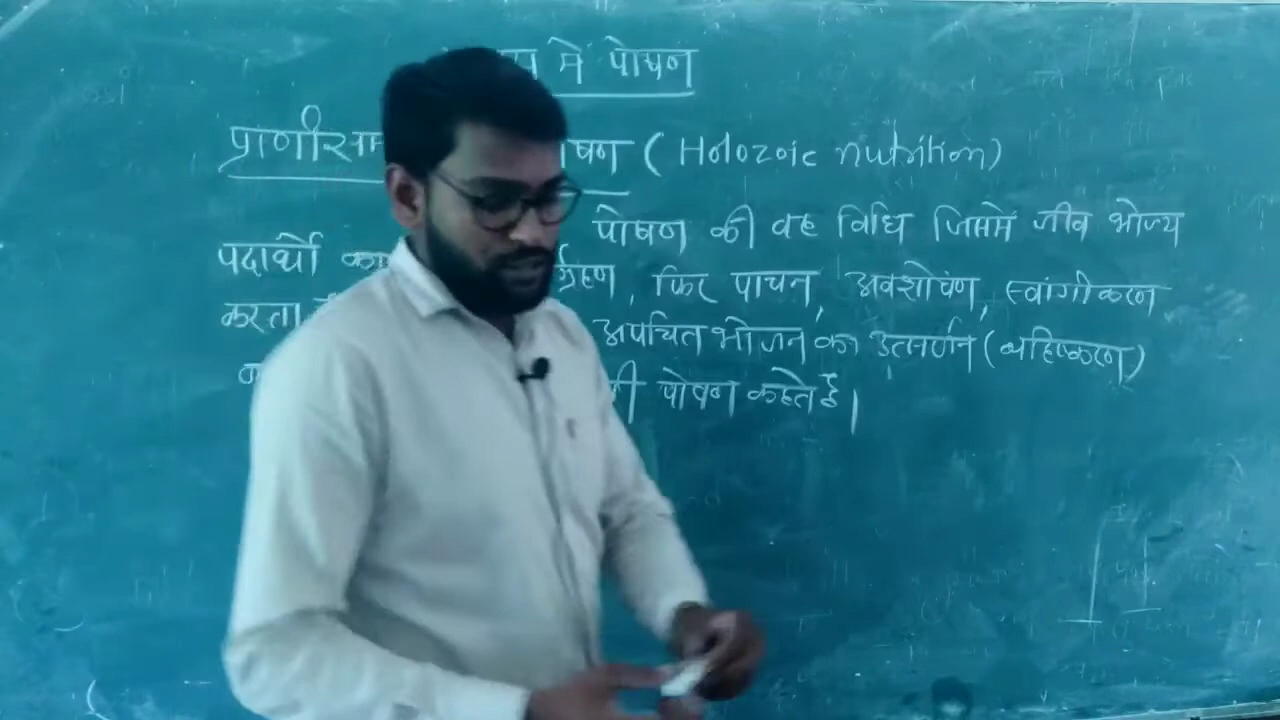 में पोषण
प्राणीसम पोषण ( Holozoic nutrition)
पोषण की वह विधि जिसमे जीव भोज्य
पदार्थो का ग्रहण, फिर पाचन, अवशोषण, स्वांगीकरण
करता अपचित भोजन का उत्सर्जन (बहिष्करण)
पोषण कहते है।